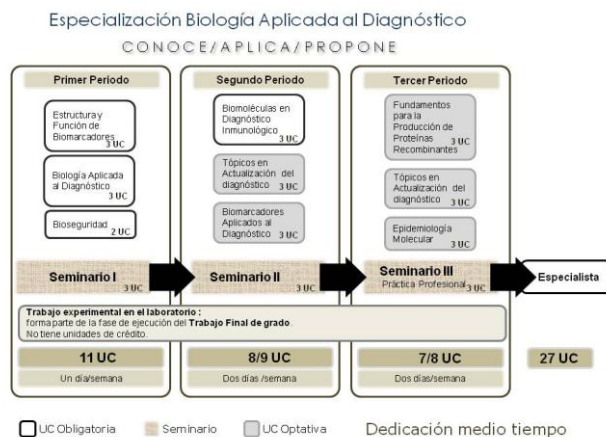 Especialización Biología Aplicada al Diagnóstico
CONOCE/APLICA/PROPONE
Primer Periodo
Estructura y
Función de
Biomarcadores
3 UC
Biología Aplicada
al Diagnóstico
3 UC
Bioseguridad
2 UC
Segundo Periodo
Biomoléculas en
Diagnóstico
Inmunológico
3 UC
Tópicos en
Actualización del
diagnóstico 3 UC
Biomarcadores
Aplicados al
Diagnóstico 3 UC
Tercer Periodo
Fundamentos
para la
Producción de
Proteínas 3 UC
Recombinantes
Tópicos en
Actualización del
diagnóstico 3 UC
Epidemiología
Molecular 3 UC
Seminario I
3 UC
Seminario II
3 UC
Seminario III
Práctica Profesional 3 UC
Especialista
Trabajo experimental en el laboratorio :
forma parte de la fase de ejecución del Trabajo Final de grado.
No tiene unidades de crédito.
11 UC
8/9 UC
7/8 UC
27 UC
Un día/semana
Dos días /semana
Dos días/semana
UC Obligatoria
Seminario
UC Optativa
Dedicación medio tiempo